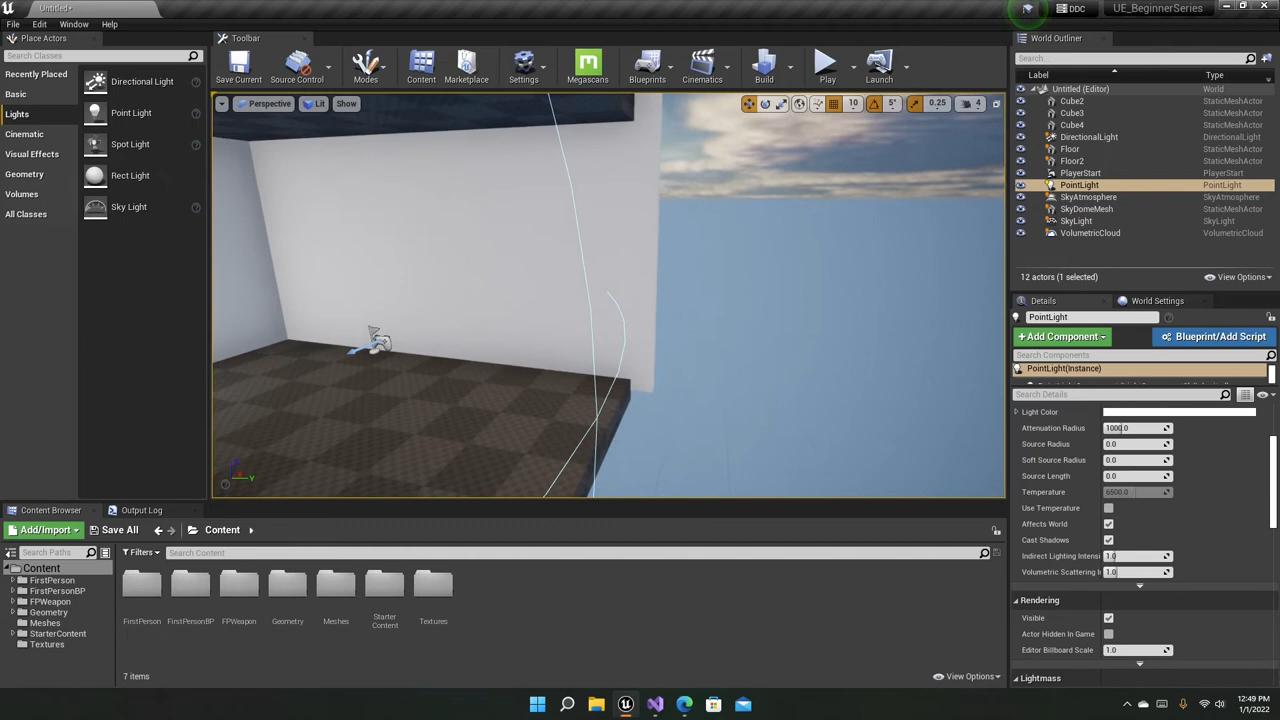 Untitled*
DDC
UE_BeginnerSeries
File Edit Window Help
Place Actors
Search Classes
Recently Placed
Basic
Lights
Cinematic
Visual Effects
Geometry
Volumes
All Classes
Directional Light
Point Light
Spot Light
Rect Light
Sky Light
Toolbar
Save Current
Source Control
Modes
Content
Marketplace
Settings
Megascans
Blueprints
Cinematics
Build
Play
Launch
Perspective Lit Show
10 5° 0.25 4
World Outliner
Search...
Label Type
Untitled (Editor) World
Cube2 StaticMeshActor
Cube3 StaticMeshActor
Cube4 StaticMeshActor
DirectionalLight DirectionalLight
Floor StaticMeshActor
Floor2 StaticMeshActor
PlayerStart PlayerStart
PointLight PointLight
SkyAtmosphere SkyAtmosphere
SkyDomeMesh StaticMeshActor
SkyLight SkyLight
VolumetricCloud VolumetricCloud
12 actors (1 selected) View Options
Details World Settings
PointLight
+Add Component Blueprint/Add Script
Search Components
PointLight(Instance)
Search Details
Light Color
Attenuation Radius 1000.0
Source Radius 0.0
Soft Source Radius 0.0
Source Length 0.0
Temperature 6500.0
Use Temperature
Affects World
Cast Shadows
Indirect Lighting Intensi 1.0
Volumetric Scattering I 1.0
Rendering
Visible
Actor Hidden In Game
Editor Billboard Scale 1.0
Lightmass
Content Browser Output Log
Add/Import Save All Content
Search Paths
Filters Search Content
Content
FirstPerson
FirstPersonBP
FPWeapon
Geometry
Meshes
StarterContent
Textures
FirstPerson
FirstPersonBP
FPWeapon
Geometry
Meshes
Starter
Content
Textures
7 items View Options
12:49 PM
1/1/2022